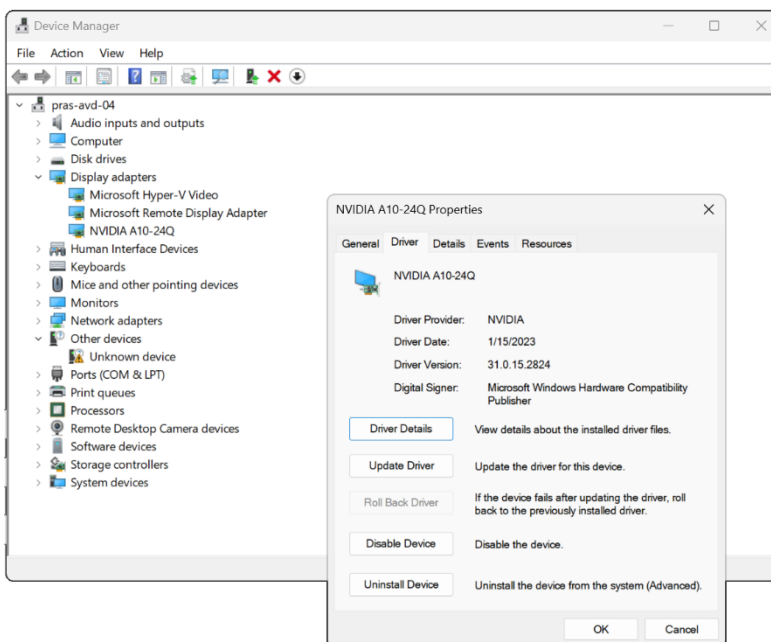 Device Manager
File Action View Help
pras-avd-04
Audio inputs and outputs
Computer
Disk drives
Display adapters
Microsoft Hyper-V Video
Microsoft Remote Display Adapter
NVIDIA A10-24Q
Human Interface Devices
Keyboards
Mice and other pointing devices
Monitors
Network adapters
Other devices
Unknown device
Ports (COM & LPT)
Print queues
Processors
Remote Desktop Camera devices
Software devices
Storage controllers
System devices
NVIDIA A10-24Q Properties
General Driver Details Events Resources
NVIDIA A10-24Q
Driver Provider: NVIDIA
Driver Date: 1/15/2023
Driver Version: 31.0.15.2824
Digital Signer: Microsoft Windows Hardware Compatibility
Publisher
Driver Details View details about the installed driver files.
Update Driver Update the driver for this device.
Roll Back Driver If the device fails after updating the driver, roll
back to the previously installed driver.
Disable Device Disable the device.
Uninstall Device Uninstall the device from the system (Advanced).
OK Cancel